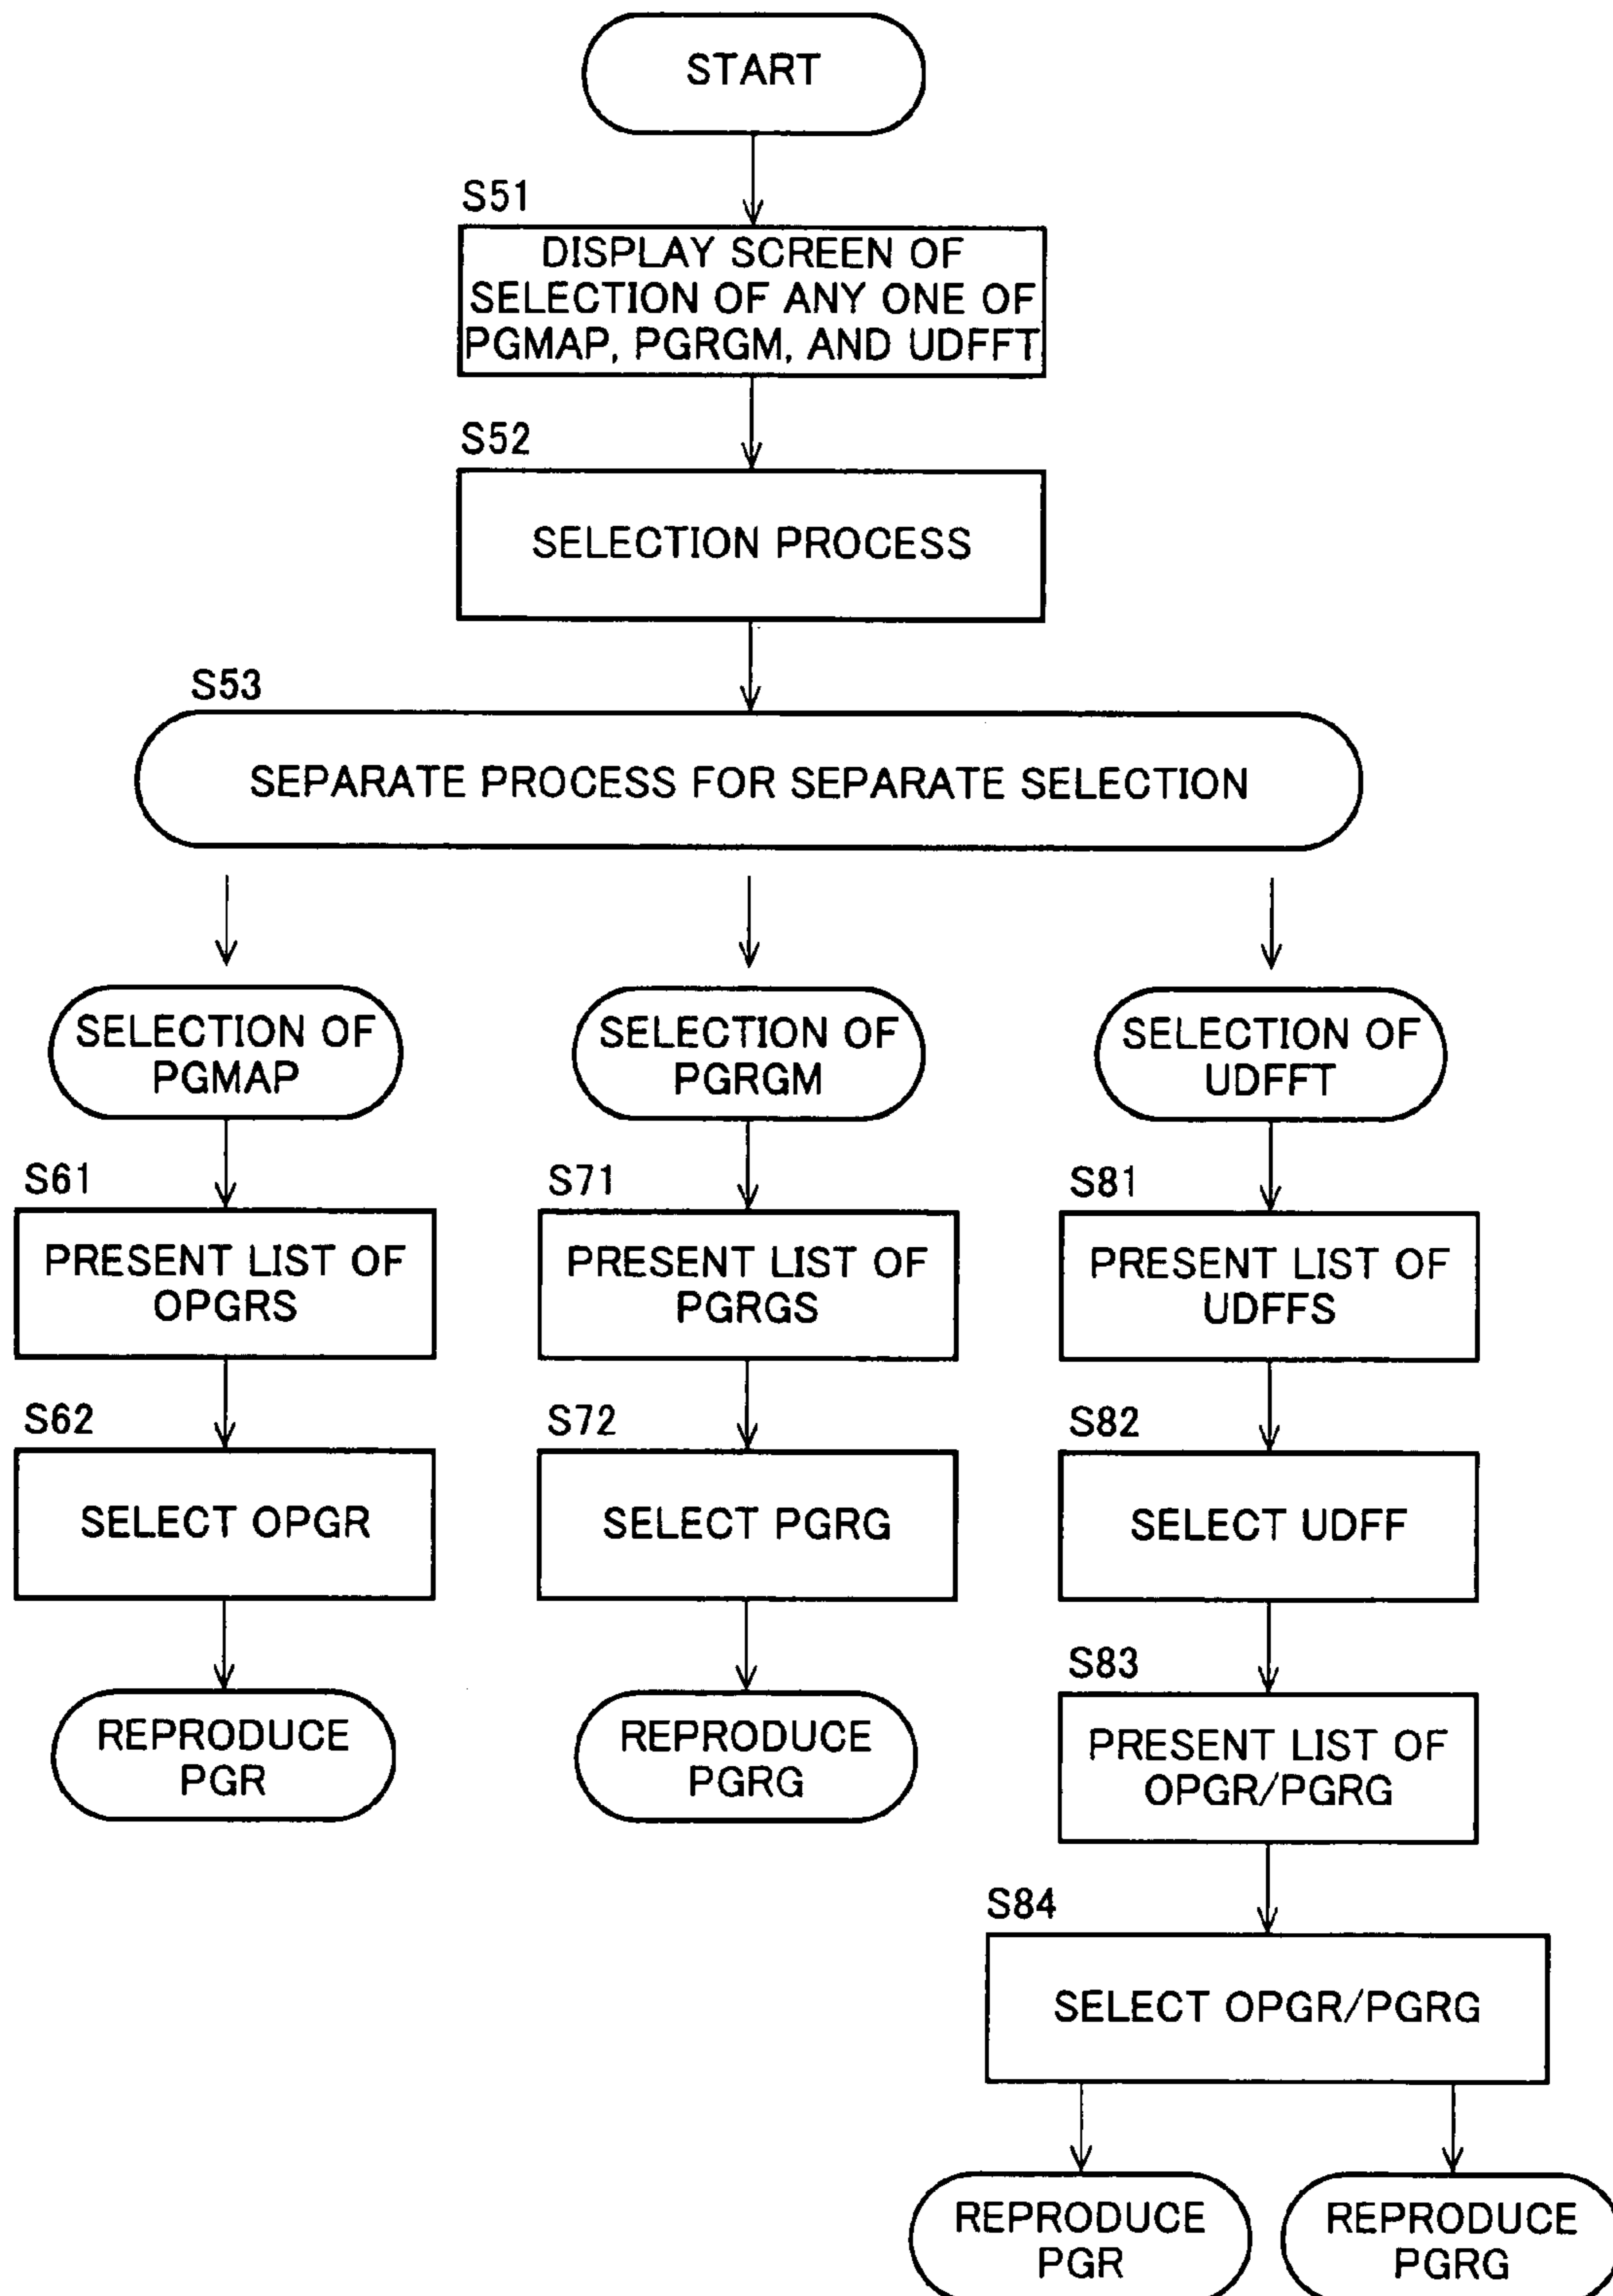 START
S51
DISPLAY SCREEN OF
SELECTION OF ANY ONE OF
PGMAP, PGRGM, AND UDFFT
S52
SELECTION PROCESS
S53
SEPARATE PROCESS FOR SEPARATE SELECTION
SELECTION OF
PGMAP
S61
PRESENT LIST OF
OPGRS
S62
SELECT OPGR
REPRODUCE
PGR
SELECTION OF
PGRGM
S71
PRESENT LIST OF
PGRGS
S72
SELECT PGRG
REPRODUCE
PGRG
SELECTION OF
UDFFT
S81
PRESENT LIST OF
UDFFS
S82
SELECT UDFF
S83
PRESENT LIST OF
OPGR/PGRG
S84
SELECT OPGR/PGRG
REPRODUCE
PGR
REPRODUCE
PGRG